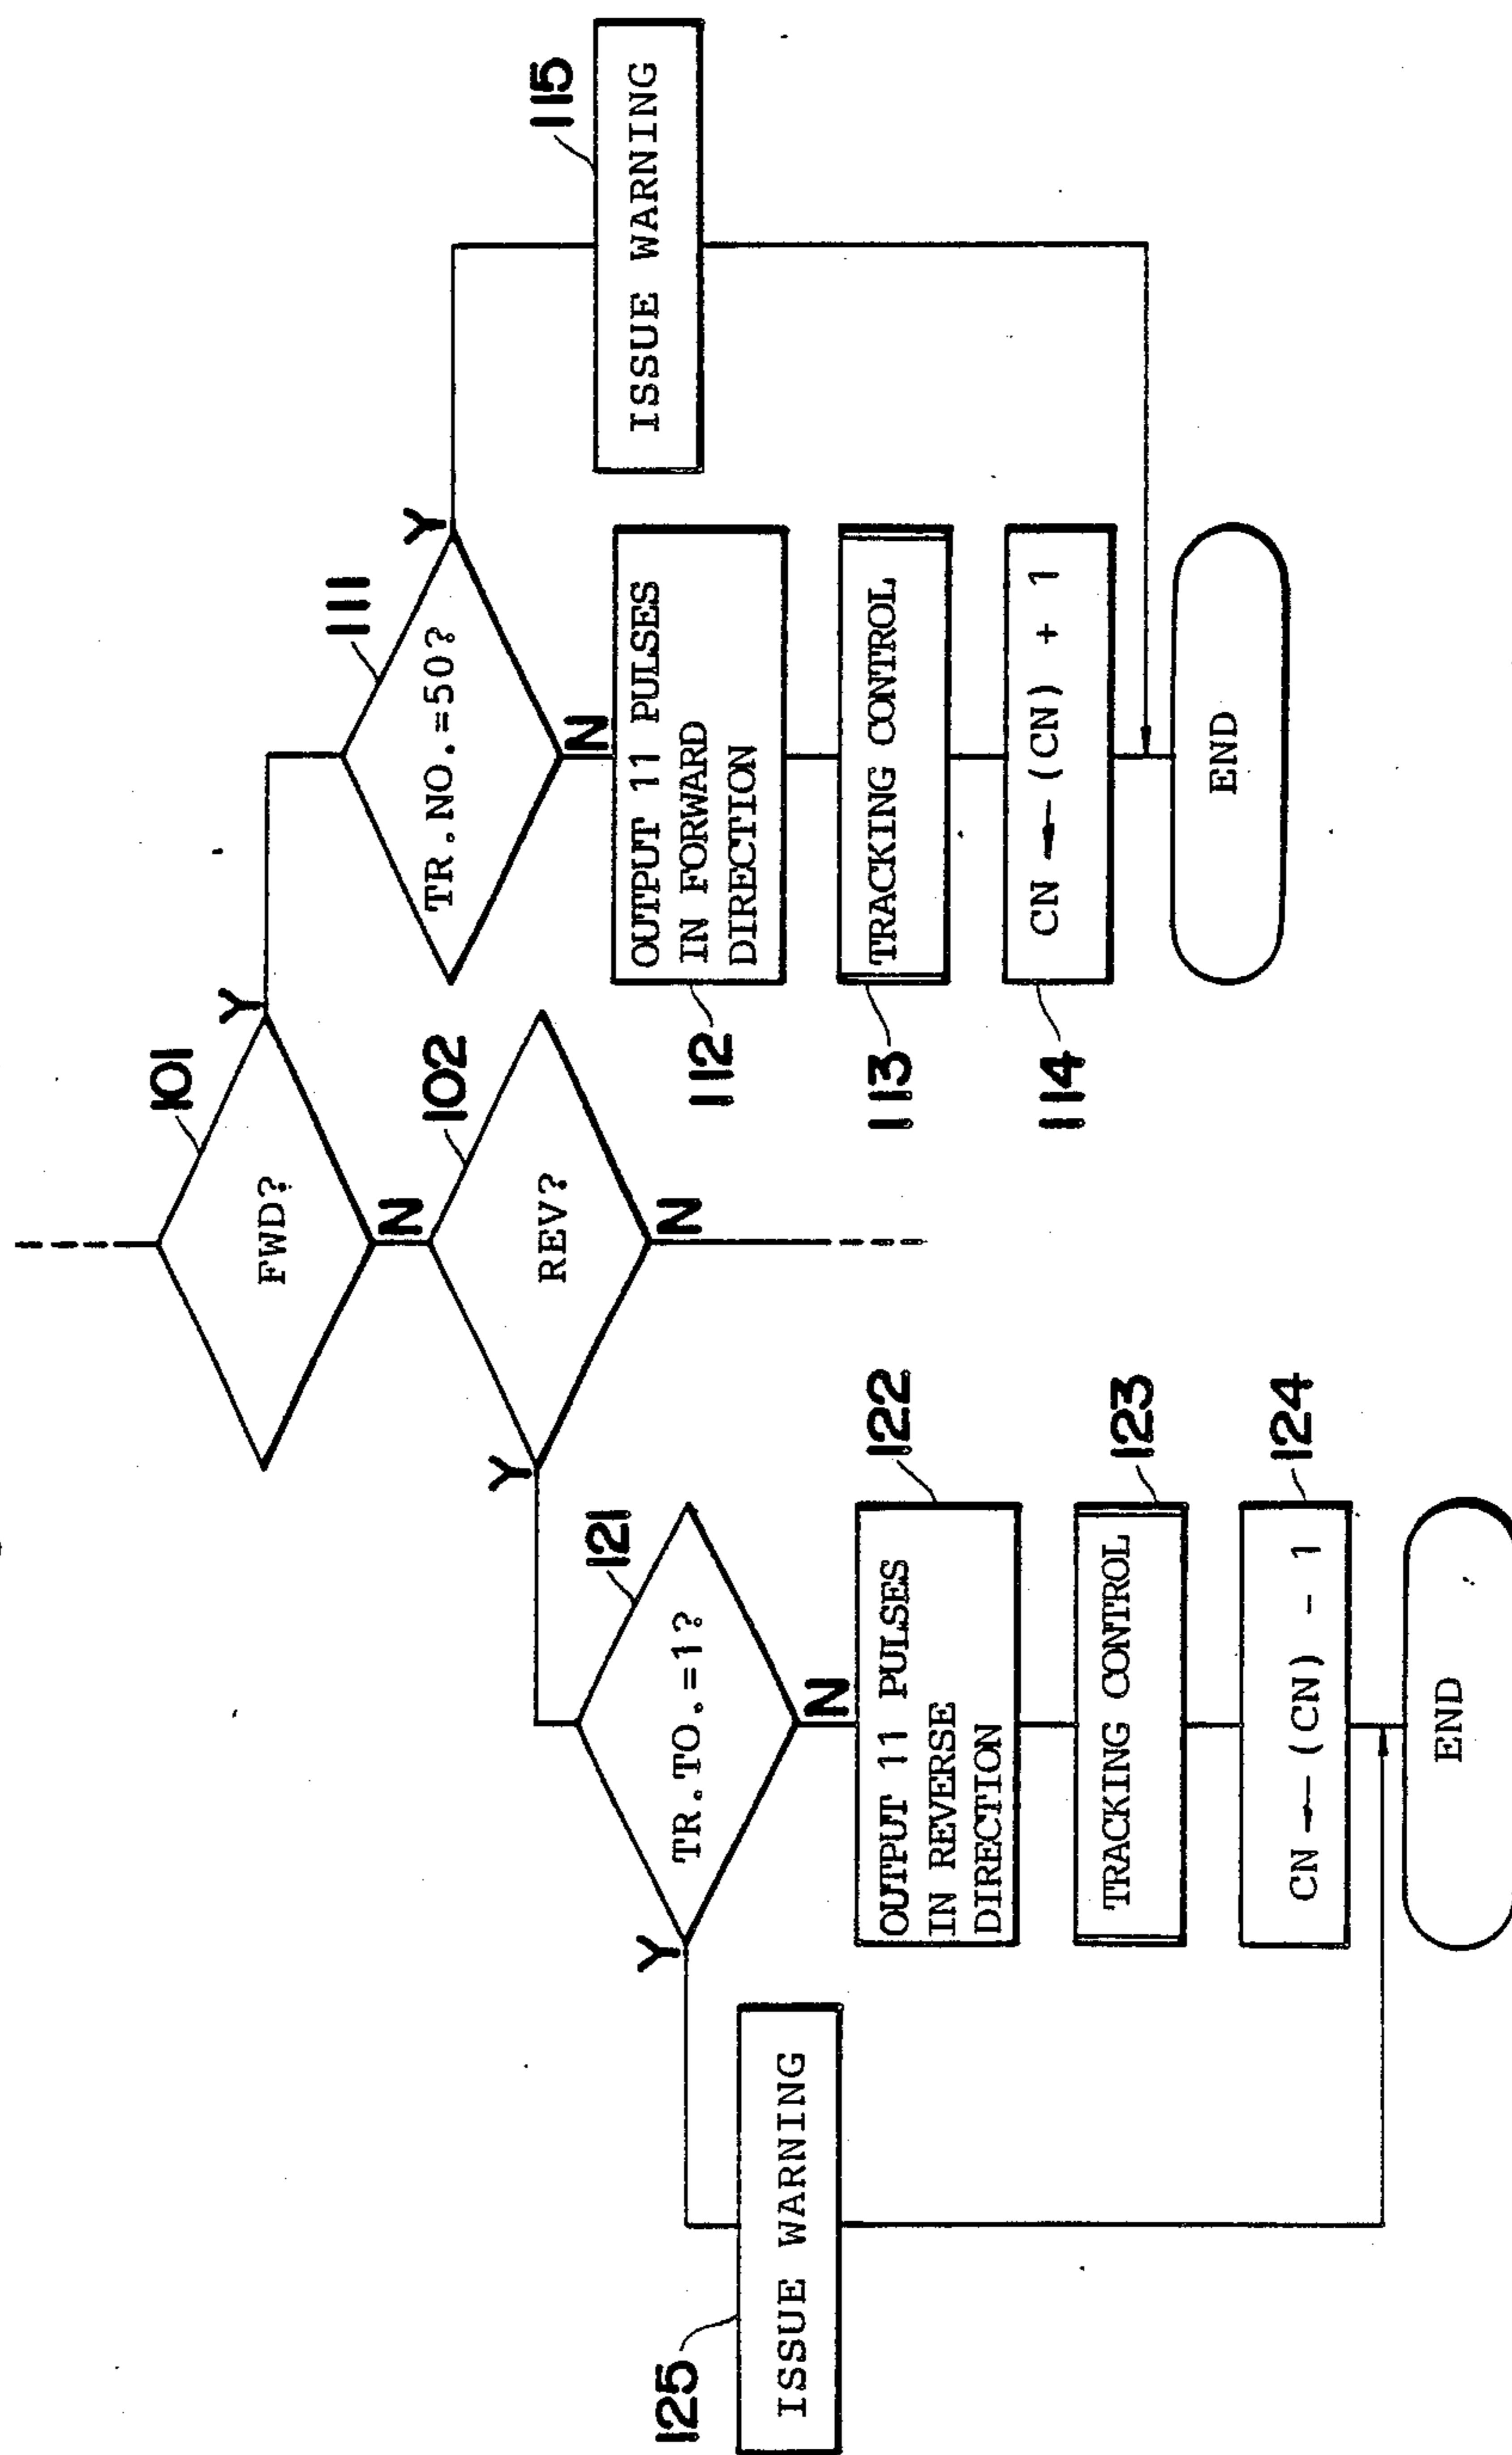 101
FWD?
Y
N
102
REV?
Y
N
111
TR.NO.=50?
Y
N
112
OUTPUT 11 PULSES
IN FORWARD
DIRECTION
113
TRACKING CONTROL
114
CN ← (CN) + 1
END
115
ISSUE WARNING
121
TR.TO.=1?
Y
N
122
OUTPUT 11 PULSES
IN REVERSE
DIRECTION
123
TRACKING CONTROL
124
CN ← (CN) - 1
END
125
ISSUE WARNING